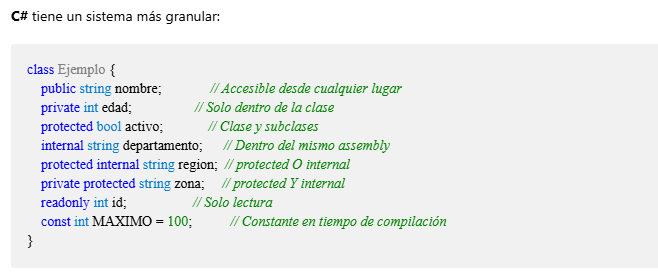 C# tiene un sistema más granular:
class Ejemplo {
public string nombre; // Accesible desde cualquier lugar
private int edad; // Solo dentro de la clase
protected bool activo; // Clase y subclases
internal string departamento; // Dentro del mismo assembly
protected internal string region; // protected O internal
private protected string zona; // protected Y internal
readonly int id; // Solo lectura
const int MAXIMO = 100; // Constante en tiempo de compilación
}